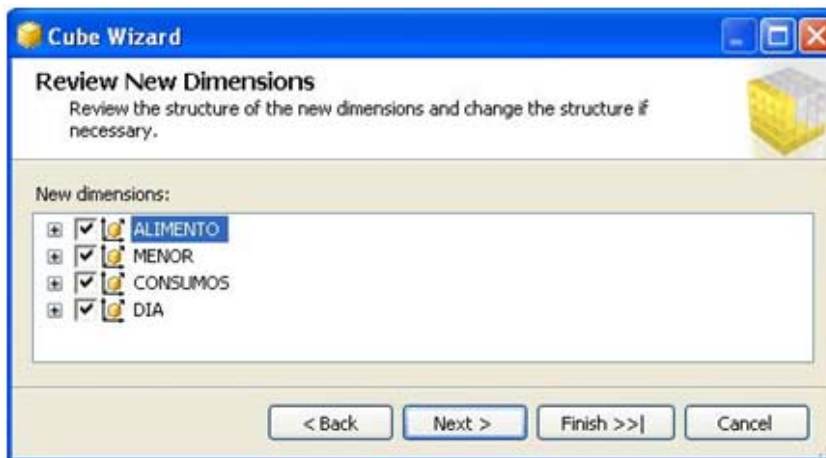 Cube Wizard
Review New Dimensions
Review the structure of the new dimensions and change the structure if
necessary.
New dimensions:
ALIMENTO
MENOR
CONSUMOS
DIA
< Back Next > Finish >>| Cancel